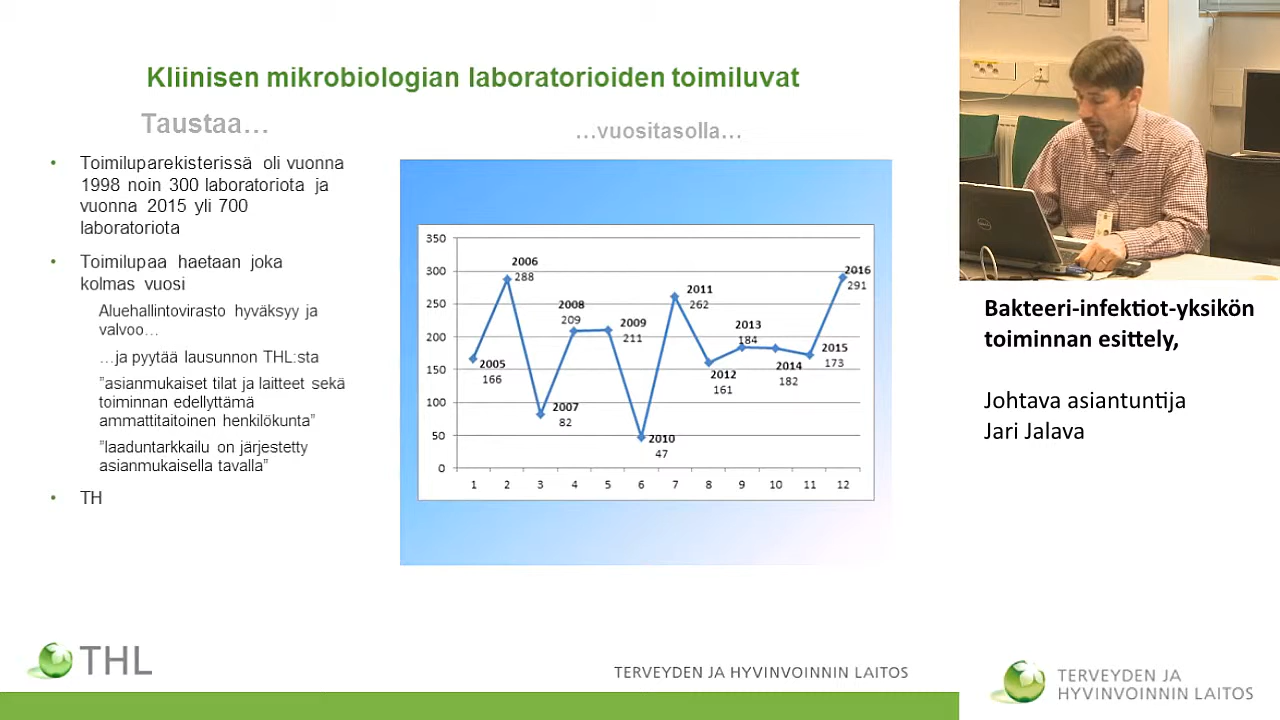 Kliinisen mikrobiologian laboratorioiden toimiluvat
Taustaa…
…vuositasolla…
• Toimiluparekisterissä oli vuonna
1998 noin 300 laboratoriota ja
vuonna 2015 yli 700
laboratoriota
• Toimilupaa haetaan joka
kolmas vuosi
Aluehallintovirasto hyväksyy ja
valvoo…
…ja pyytää lausunnon THL:sta
”asianmukaiset tilat ja laitteet sekä
toiminnan edellyttämä
ammattitaitoinen henkilökunta”
”laaduntarkkailu on järjestetty
asianmukaisella tavalla”
• TH
350
300
250
200
150
100
50
0
2005
166
2006
288
2007
82
2008
209
2009
211
2010
47
2011
262
2012
161
2013
184
2014
182
2015
173
2016
291
1 2 3 4 5 6 7 8 9 10 11 12
Bakteeri-infektiot-yksikön
toiminnan esittely,
Johtava asiantuntija
Jari Jalava
THL
TERVEYDEN JA HYVINVOINNIN LAITOS
TERVEYDEN JA
HYVINVOINNIN LAITOS